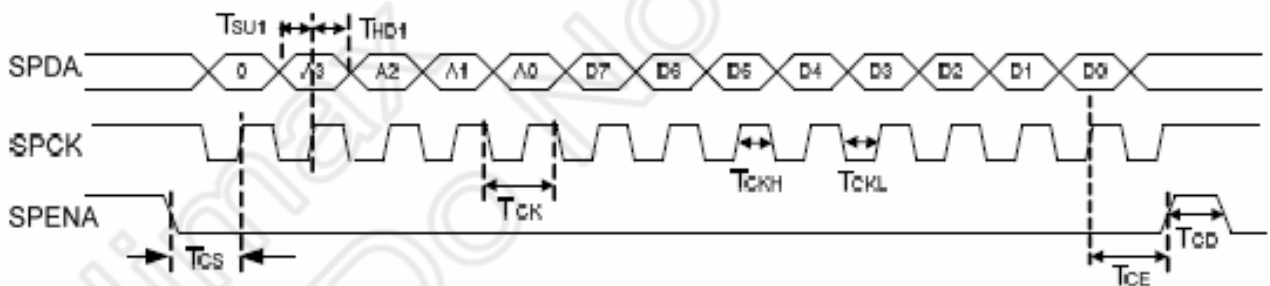 TSU1 THD1
SPDA 0 A3 A2 A1 A0 D7 D6 D5 D4 D3 D2 D1 D0
SPCK
TCKH TCKL
TCK
SPENA
TCS TCD
TCE